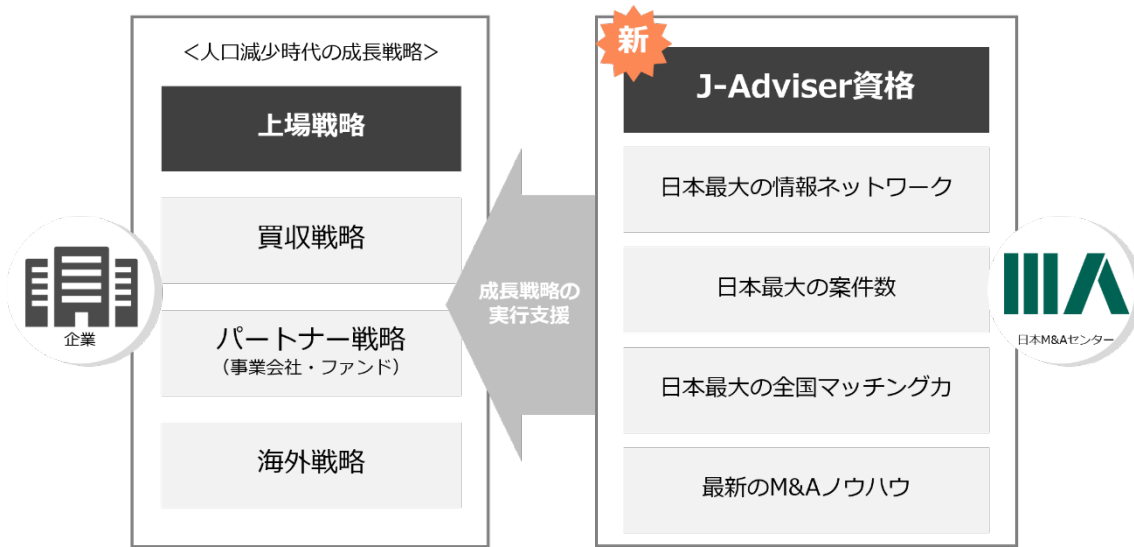 <人口減少時代の成長戦略>
上場戦略
買収戦略
パートナー戦略
(事業会社・ファンド)
海外戦略
企業
成長戦略の
実行支援
新
J-Adviser資格
日本最大の情報ネットワーク
日本最大の案件数
日本最大の全国マッチング力
最新のM&Aノウハウ
日本M&Aセンター